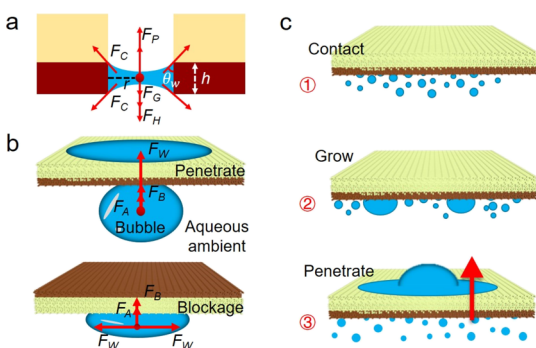 a
F_P
F_C
θ_w
h
r
F_C
F_G
F_H
b
F_W
Penetrate
F_B
F_A
Bubble
Aqueous
ambient
F_B
F_A
Blockage
F_W
F_W
c
Contact
①
Grow
②
Penetrate
③